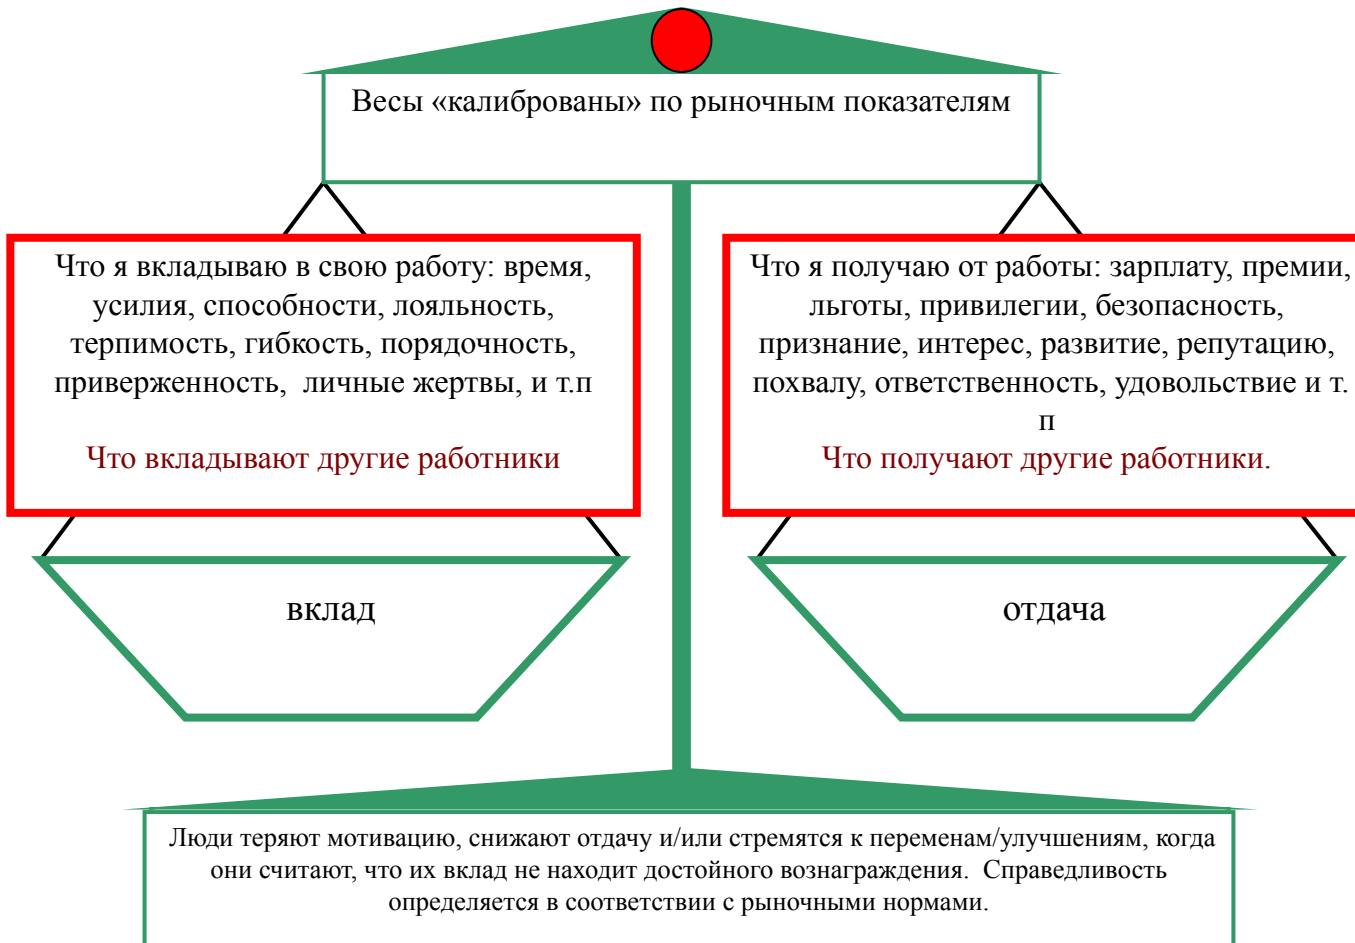 Весы «калиброваны» по рыночным показателям
Что я вкладываю в свою работу: время,
усилия, способности, лояльность,
терпимость, гибкость, порядочность,
приверженность,  личные жертвы, и т.п
Что вкладывают другие работники
Что я получаю от работы: зарплату, премии,
льготы, привилегии, безопасность,
признание, интерес, развитие, репутацию,
похвалу, ответственность, удовольствие и т.
п
Что получают другие работники.
вклад
отдача
Люди теряют мотивацию, снижают отдачу и/или стремятся к переменам/улучшениям, когда
они считают, что их вклад не находит достойного вознаграждения.  Справедливость
определяется в соответствии с рыночными нормами.